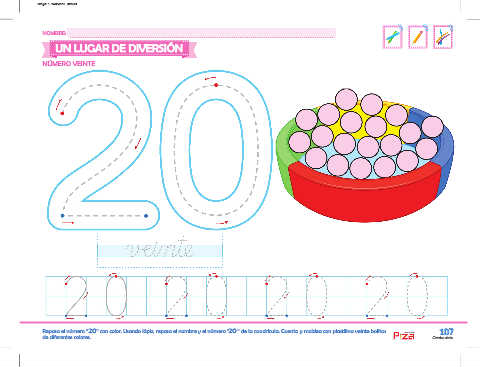 NOMBRE:
UN LUGAR DE DIVERSIÓN
NÚMERO VEINTE
20
veinte
20 20 20 20
Repasa el número "20" con color. Usando lápiz, repasa el nombre y el número "20" de la cuadrícula. Cuenta y moldea con plastilina veinte bolitas
de diferentes colores.
Pizza
107